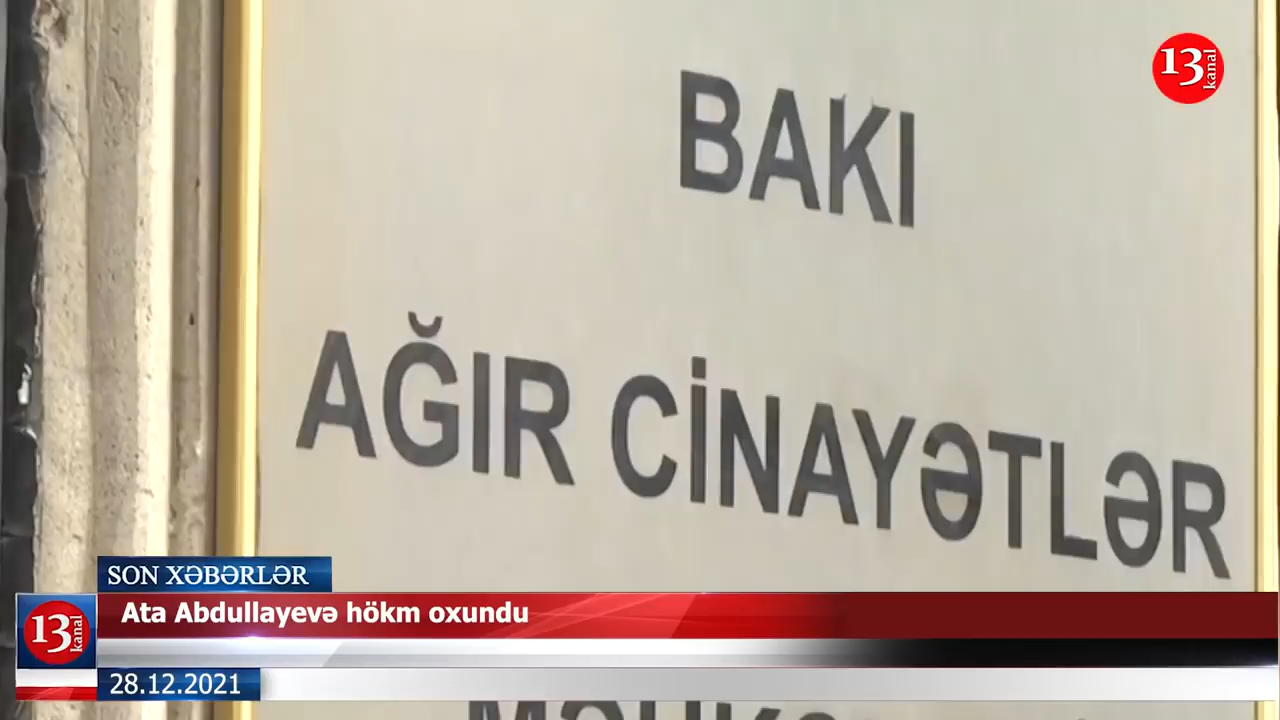 13 kanal
BAKI
AĞIR CİNAYƏTLƏR
SON XƏBƏRLƏR
Ata Abdullayevə hökm oxundu
13 kanal
28.12.2021